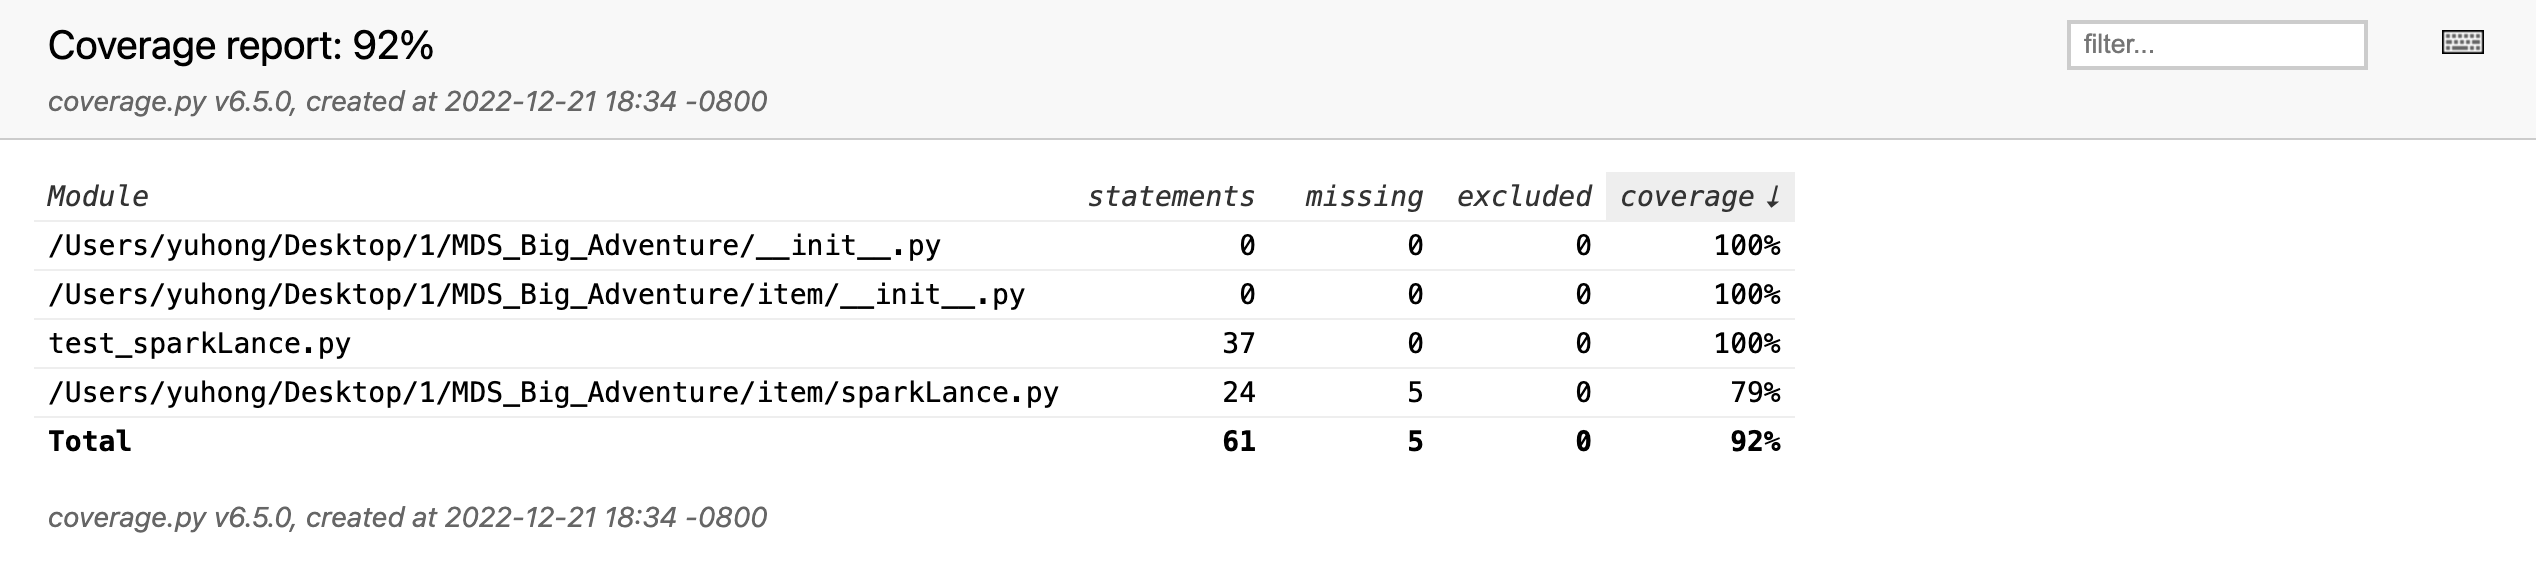 Coverage report: 92%
filter...
coverage.py v6.5.0, created at 2022-12-21 18:34 -0800
Module statements missing excluded coverage ↓
/Users/yuhong/Desktop/1/MDS_Big_Adventure/__init__.py 0 0 0 100%
/Users/yuhong/Desktop/1/MDS_Big_Adventure/item/__init__.py 0 0 0 100%
test_sparkLance.py 37 0 0 100%
/Users/yuhong/Desktop/1/MDS_Big_Adventure/item/sparkLance.py 24 5 0 79%
Total 61 5 0 92%
coverage.py v6.5.0, created at 2022-12-21 18:34 -0800